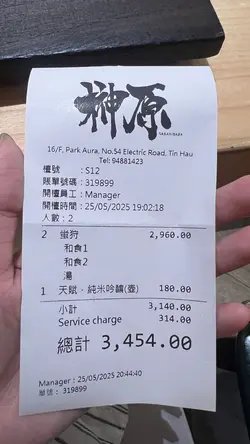 榊原
SAKAKIBARA
16/F, Park Aura, No.54 Electric Road, Tin Hau
Tel: 94881423
檯號 : S12
賬單號碼 : 319899
開檯員工 : Manager
開檯時間 : 25/05/2025 19:02:18
人數 : 2
2 蛍狩 2,960.00
和食1
和食2
湯
1 天賦 - 純米吟釀(壺) 180.00
小計 3,140.00
Service charge 314.00
總計 3,454.00
Manager : 25/05/2025 20:44:40
單號 : 319899